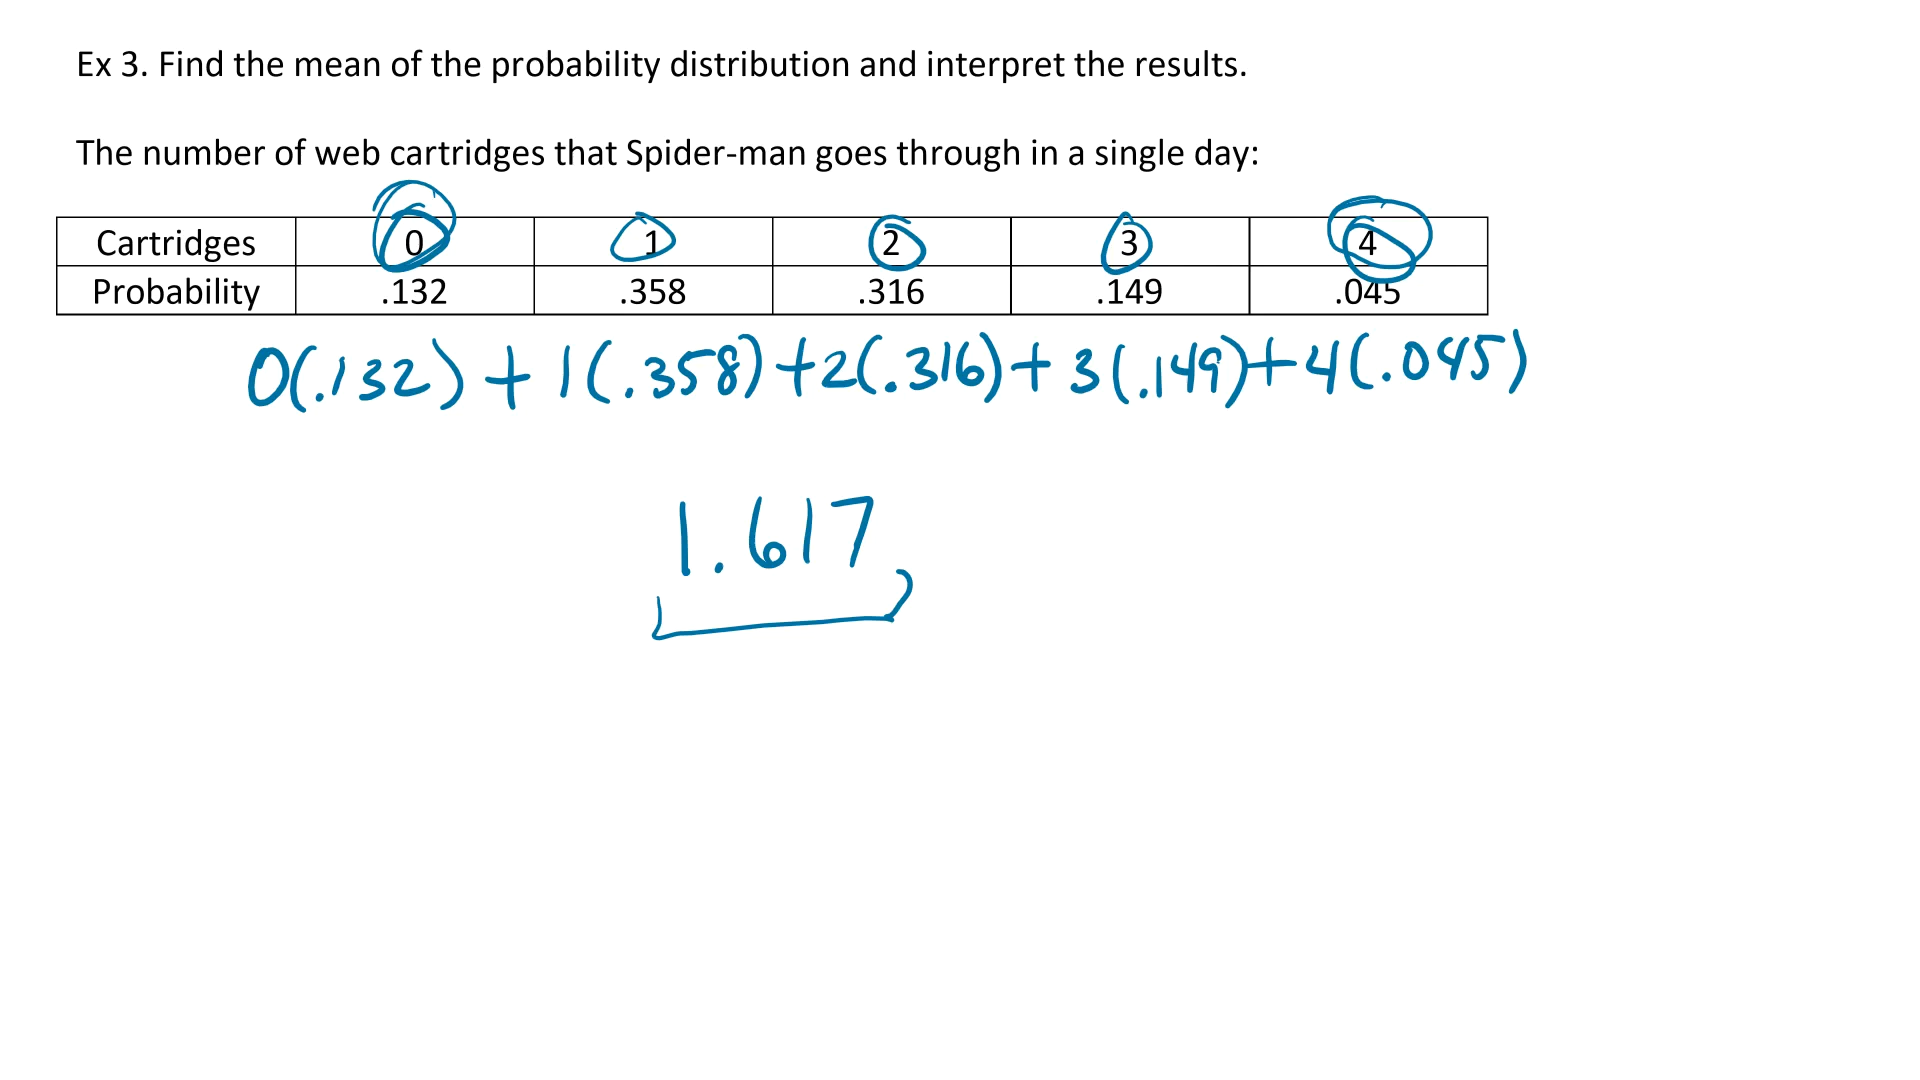 Ex 3. Find the mean of the probability distribution and interpret the results.
The number of web cartridges that Spider-man goes through in a single day:
Cartridges 0 1 2 3 4
Probability .132 .358 .316 .149 .045
0(.132) + 1(.358) + 2(.316) + 3(.149) + 4(.045)
1.617